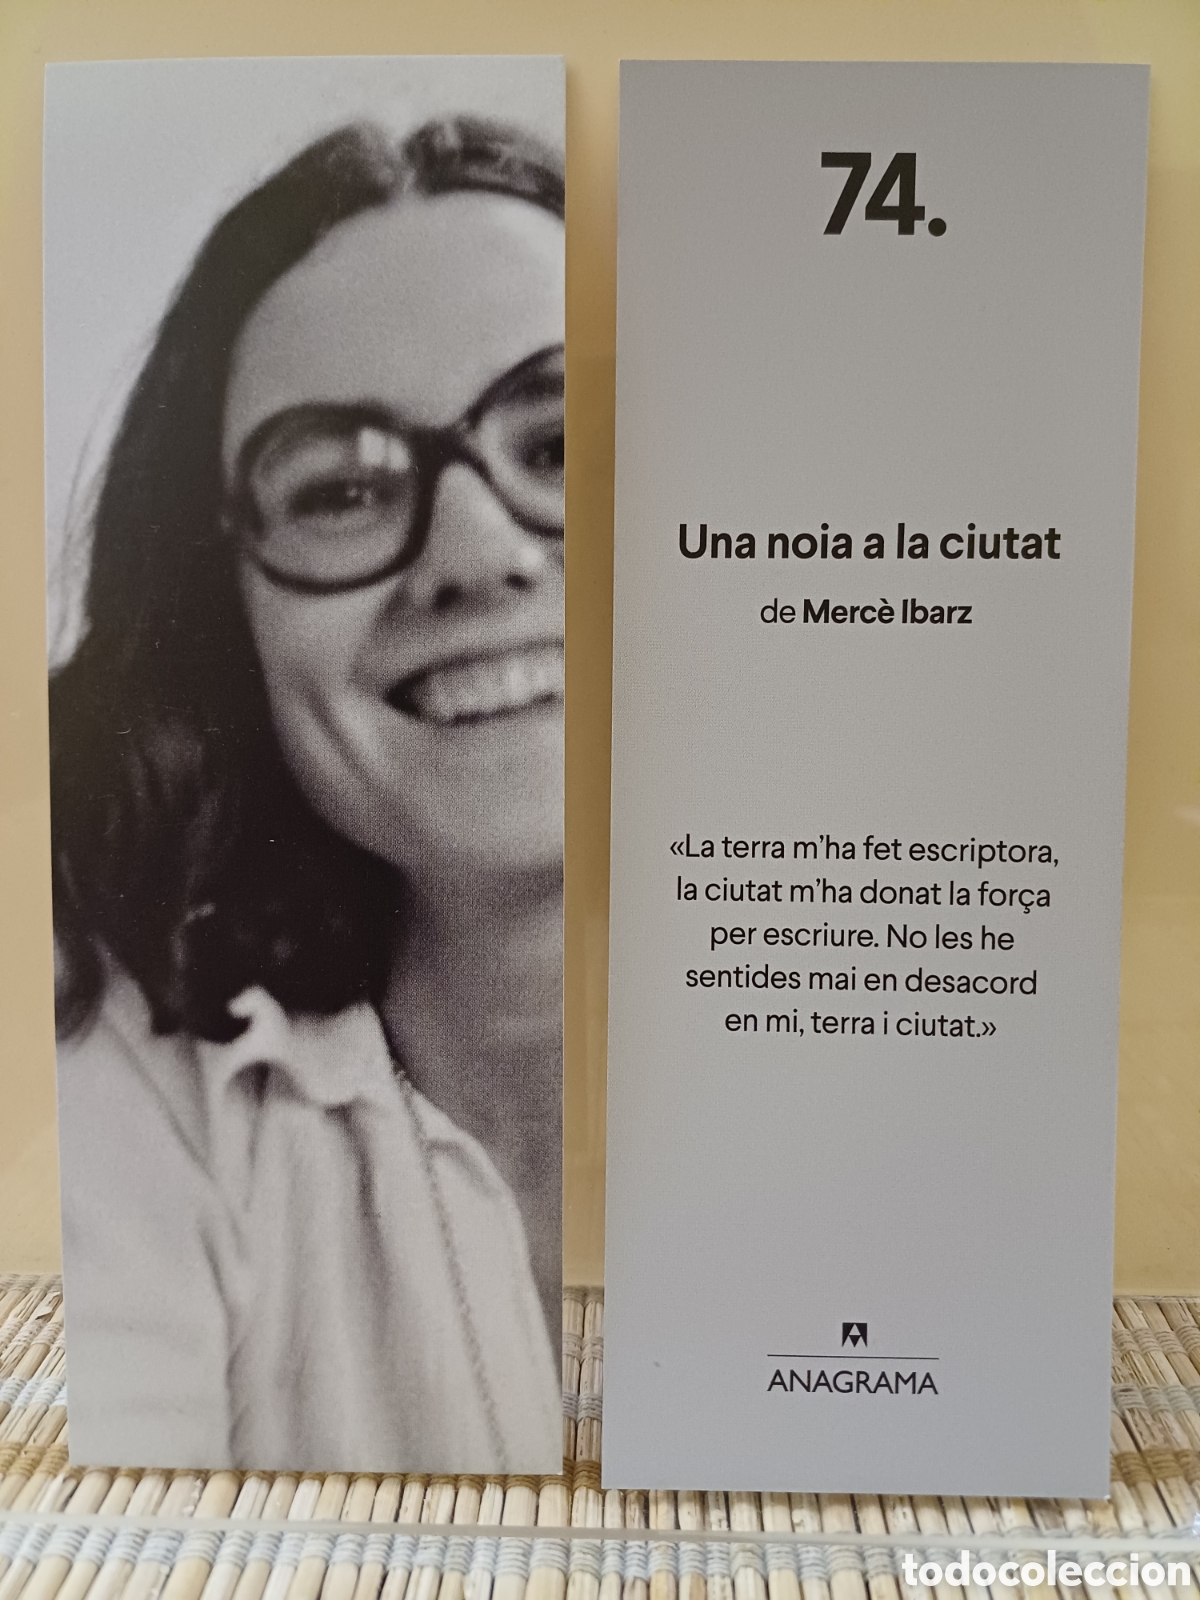 74.
Una noia a la ciutat
de Mercè Ibarz
«La terra m’ha fet escriptora,
la ciutat m’ha donat la força
per escriure. No les he
sentides mai en desacord
en mi, terra i ciutat.»
ANAGRAMA
todocoleccion